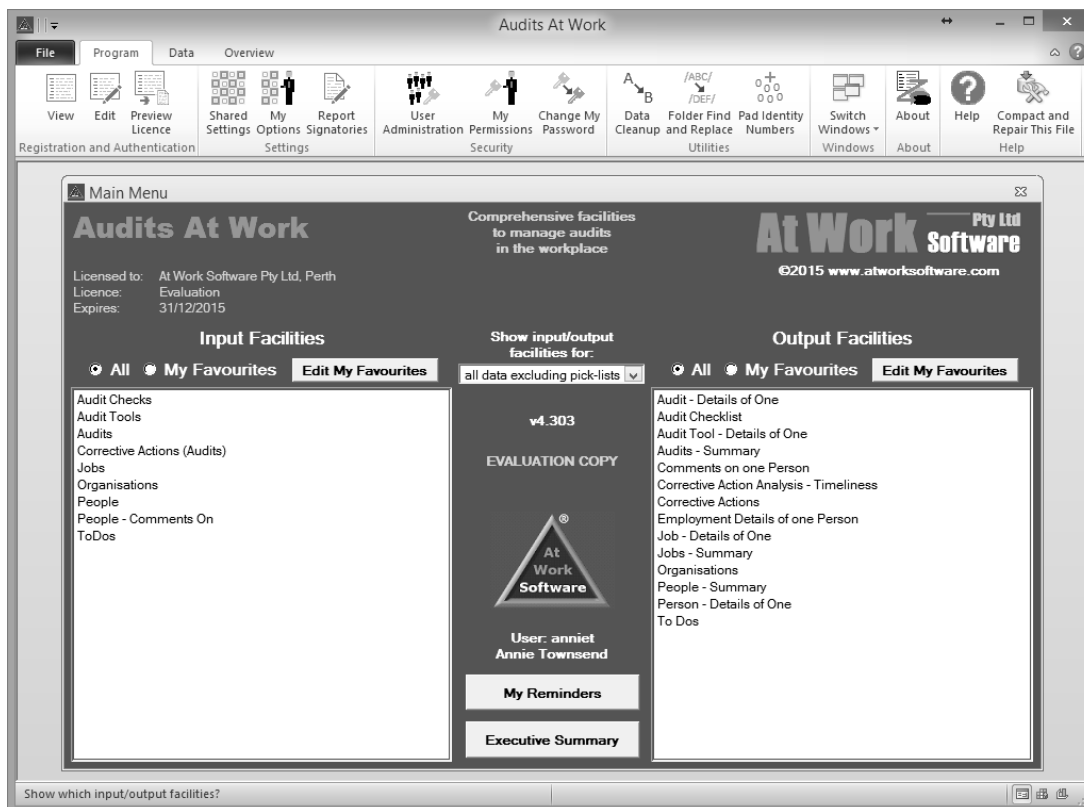 Audits At Work
File Program Data Overview
View Edit Preview Licence
Registration and Authentication
Shared Settings My Options Report Signatories
Settings
User Administration My Permissions Change My Password
Security
Data Cleanup Folder Find and Replace Pad Identity Numbers
Utilities
Switch Windows
Windows
About
About
Help Compact and Repair This File
Help
A B
/ABC/
/DEF/
Main Menu
Audits At Work
Comprehensive facilities
to manage audits
in the workplace
At Work Software Pty Ltd
©2015 www.atworksoftware.com
Licensed to: At Work Software Pty Ltd, Perth
Licence: Evaluation
Expires: 31/12/2015
Input Facilities
All My Favourites Edit My Favourites
Audit Checks
Audit Tools
Audits
Corrective Actions (Audits)
Jobs
Organisations
People
People - Comments On
ToDos
Show input/output
facilities for:
all data excluding pick-lists
v4.303
EVALUATION COPY
®
At
Work
Software
User: anniet
Annie Townsend
My Reminders
Executive Summary
Output Facilities
All My Favourites Edit My Favourites
Audit - Details of One
Audit Checklist
Audit Tool - Details of One
Audits - Summary
Comments on one Person
Corrective Action Analysis - Timeliness
Corrective Actions
Employment Details of one Person
Job - Details of One
Jobs - Summary
Organisations
People - Summary
Person - Details of One
To Dos
Show which input/output facilities?